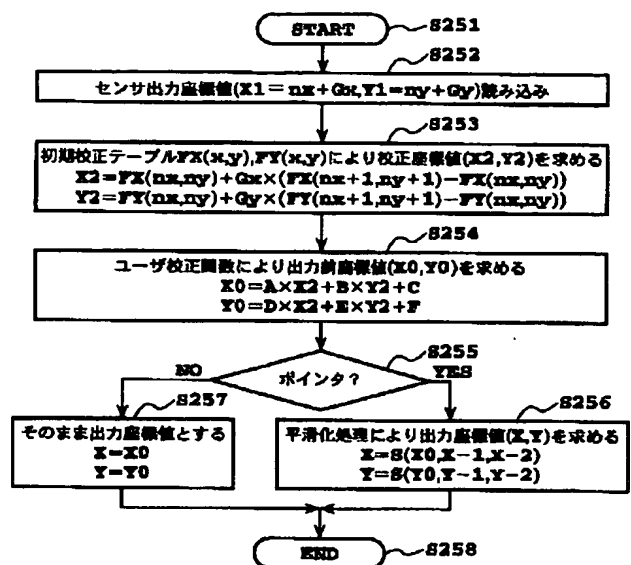 START
S251
S252
センサ出力座標値(X1=nx+Gx,Y1=ny+Gy)読み込み
S253
初期校正テーブルFX(x,y),FY(x,y)により校正座標値(X2,Y2)を求める
X2=FX(nx,ny)+Gx×(FX(nx+1,ny+1)-FX(nx,ny))
Y2=FY(nx,ny)+Gy×(FY(nx+1,ny+1)-FY(nx,ny))
S254
ユーザ校正関数により出力前座標値(X0,Y0)を求める
X0=A×X2+B×Y2+C
Y0=D×X2+E×Y2+F
S255
ポインタ?
NO
YES
S257
そのまま出力座標値とする
X=X0
Y=Y0
S256
平滑化処理により出力座標値(X,Y)を求める
X=S(X0,X-1,X-2)
Y=S(Y0,Y-1,Y-2)
END
S258